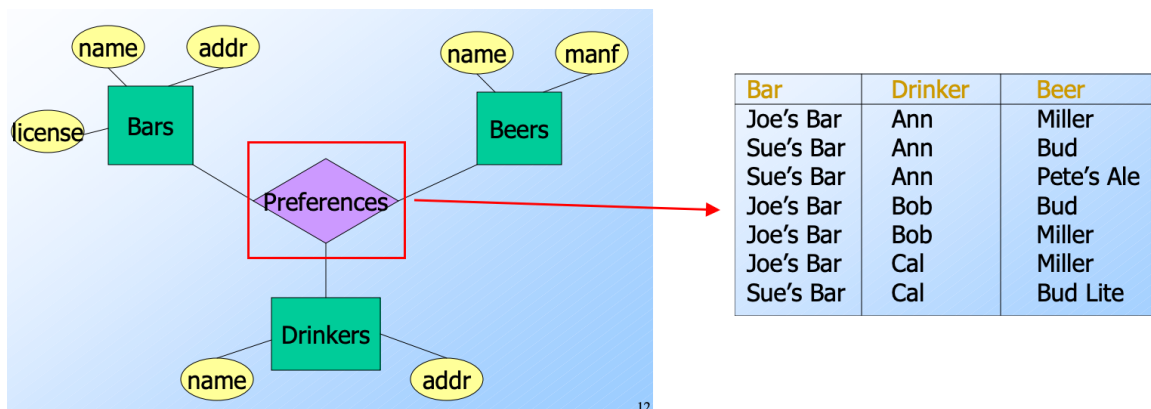 name addr
license
Bars
name manf
Beers
Preferences
Drinkers
name addr
12
Bar Drinker Beer
Joe's Bar Ann Miller
Sue's Bar Ann Bud
Sue's Bar Ann Pete's Ale
Joe's Bar Bob Bud
Joe's Bar Bob Miller
Joe's Bar Cal Miller
Sue's Bar Cal Bud Lite